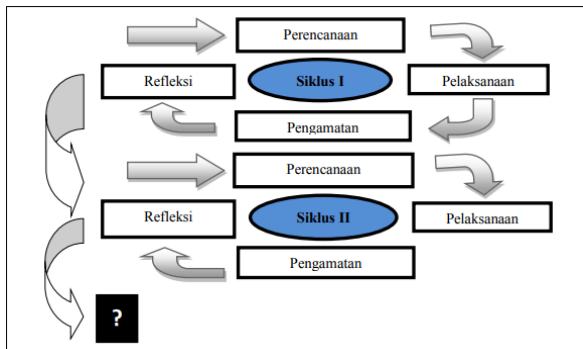 Perencanaan
Refleksi
Siklus I
Pelaksanaan
Pengamatan
Perencanaan
Refleksi
Siklus II
Pelaksanaan
Pengamatan
?